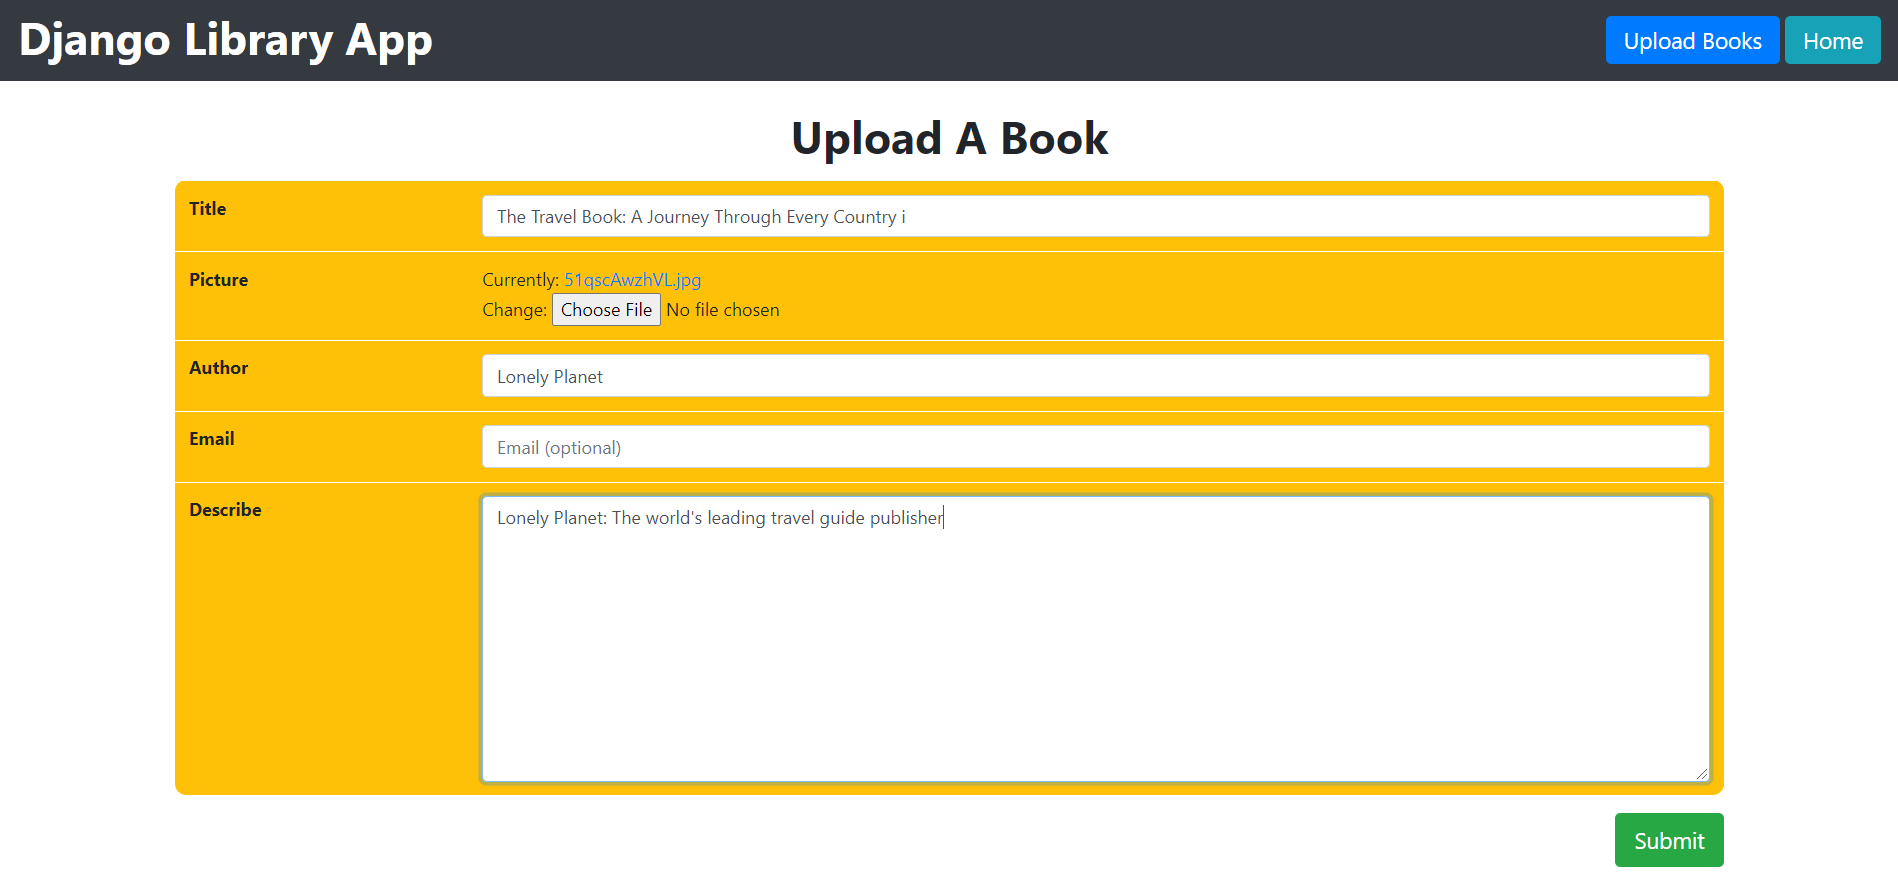 Django Library App
Upload Books
Home
Upload A Book
Title
The Travel Book: A Journey Through Every Country i
Picture
Currently: 51qscAwzhVL.jpg
Change: Choose File No file chosen
Author
Lonely Planet
Email
Email (optional)
Describe
Lonely Planet: The world's leading travel guide publisher
Submit